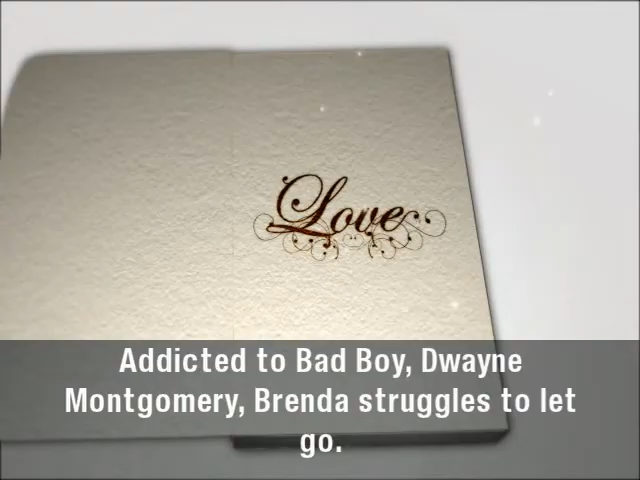 Love
Addicted to Bad Boy, Dwayne
Montgomery, Brenda struggles to let
go.